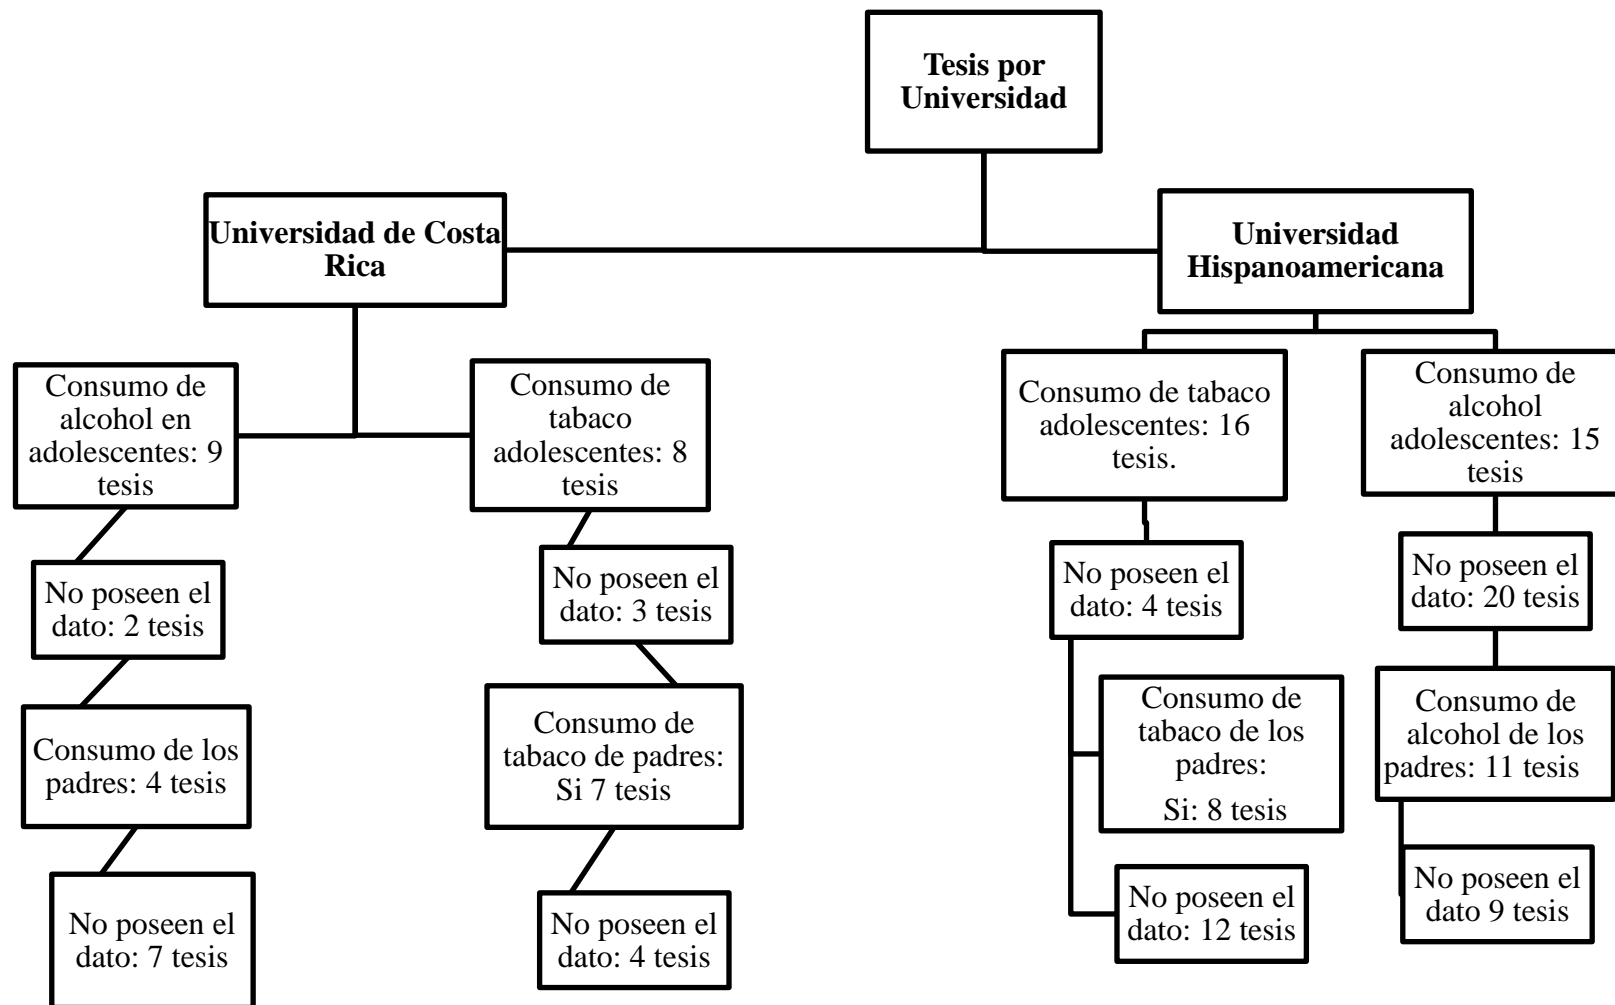 Tesis por
Universidad
Universidad de Costa
Rica
Universidad
Hispanoamericana
Consumo de
alcohol en
adolescentes: 9
tesis
Consumo de
tabaco
adolescentes: 8
tesis
Consumo de tabaco
adolescentes: 16
tesis.
Consumo de
alcohol
adolescentes: 15
tesis
No poseen el
dato: 2 tesis
No poseen el
dato: 3 tesis
No poseen el
dato: 4 tesis
No poseen el
dato: 20 tesis
Consumo de los
padres: 4 tesis
Consumo de
tabaco de padres:
Si 7 tesis
Consumo de
tabaco de los
padres:
Si: 8 tesis
Consumo de
alcohol de los
padres: 11 tesis
No poseen el
dato: 7 tesis
No poseen el
dato: 4 tesis
No poseen el
dato: 12 tesis
No poseen el
dato 9 tesis